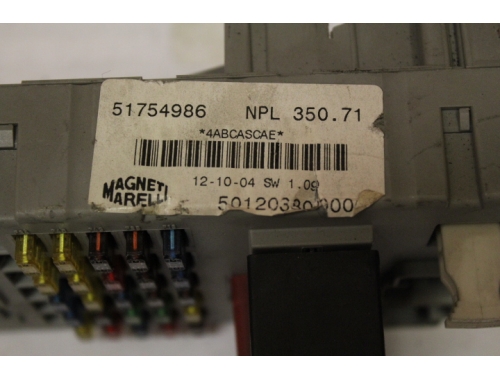 51754986 NPL 350.71
*4ABCASCAE*
12-10-04 SW 1.09
MAGNETI
MARELLI